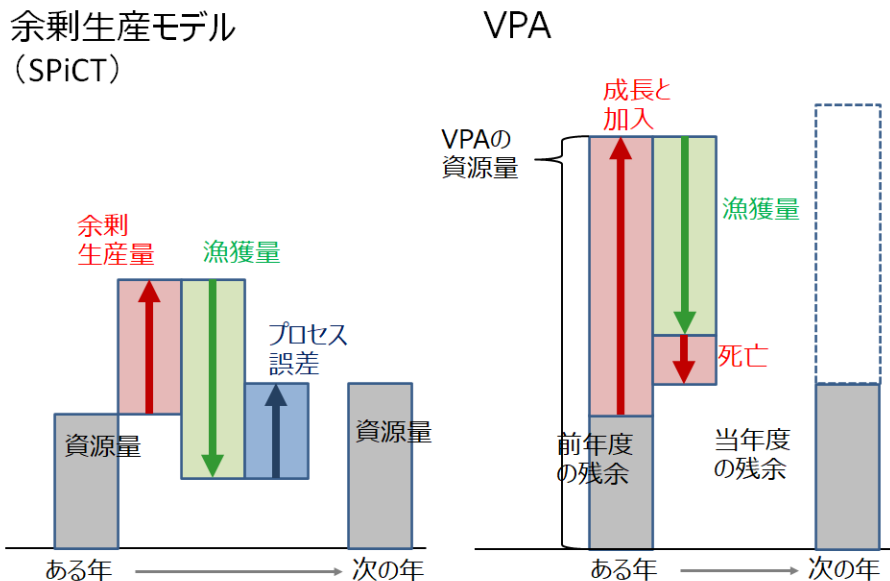 余剰生産モデル
（SPiCT）
余剰
生産量
漁獲量
プロセス
誤差
資源量
資源量
ある年
次の年
VPA
成長と
加入
VPAの
資源量
漁獲量
死亡
前年度
の残余
当年度
の残余
ある年
次の年